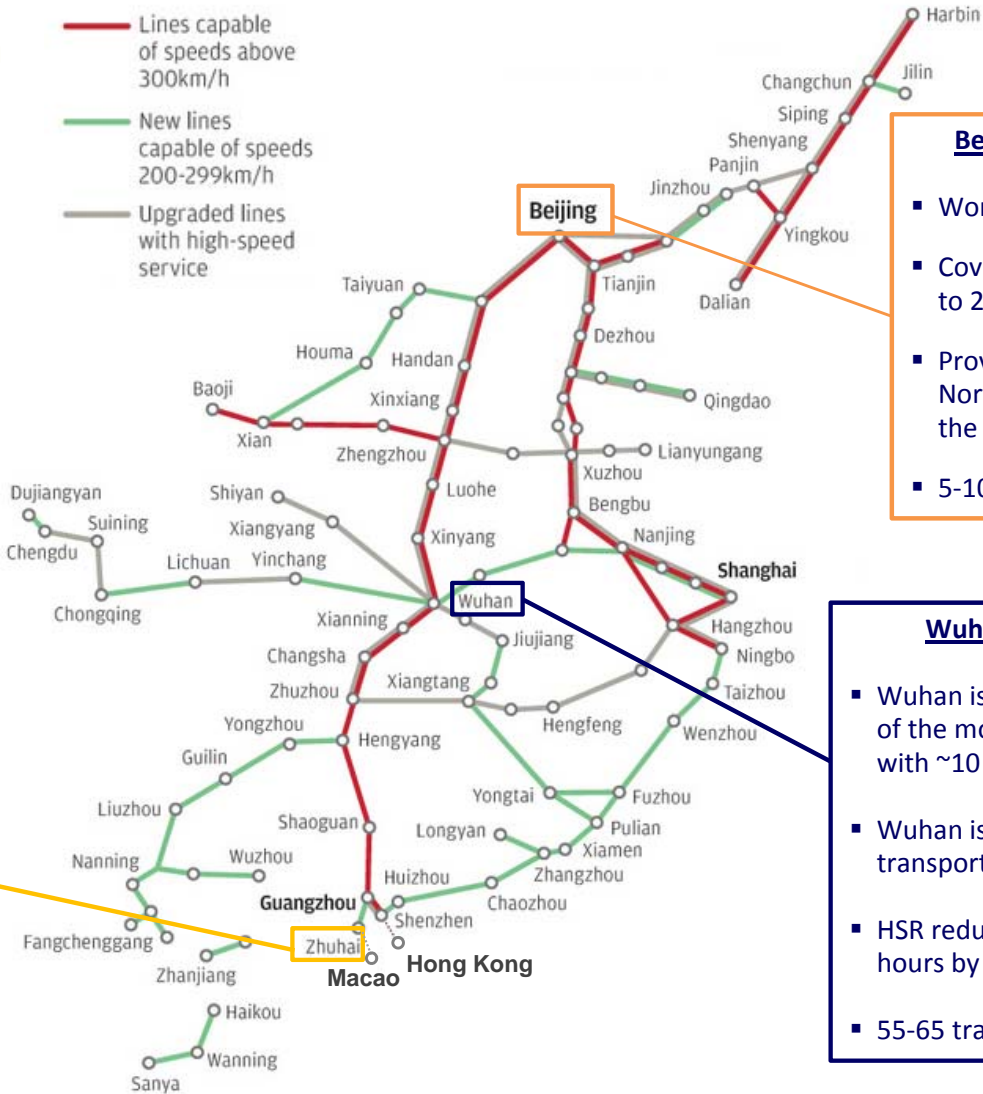 Lines capable
of speeds above
300km/h
New lines
capable of speeds
200-299km/h
Upgraded lines
with high-speed
service
Harbin
Changchun
Jilin
Siping
Shenyang
Panjin
Jinzhou
Beijing
Yingkou
Tianjin
Dalian
Taiyuan
Dezhou
Houma
Handan
Baoji
Xinxiang
Qingdao
Xian
Zhengzhou
Lianyungang
Xuzhou
Luohe
Dujiangyan
Shiyan
Bengbu
Suining
Xiangyang
Chengdu
Xinyang
Nanjing
Lichuan
Yinchang
Shanghai
Chongqing
Wuhan
Xianning
Hangzhou
Jiujiang
Ningbo
Changsha
Zhuzhou
Xiangtang
Taizhou
Hengfeng
Wenzhou
Yongzhou
Hengyang
Guilin
Liuzhou
Yongtai
Fuzhou
Shaoguan
Longyan
Pulian
Nanning
Wuzhou
Xiamen
Huizhou
Zhangzhou
Guangzhou
Chaozhou
Shenzhen
Fangchenggang
Zhuhai
Zhanjiang
Hong Kong
Macao
Haikou
Wanning
Sanya
Be
▪ Wor
▪ Cov
to 2
▪ Prov
Nor
the
▪ 5-10
Wuh
▪ Wuhan is
of the mo
with ~10
▪ Wuhan is
transport
▪ HSR redu
hours by
▪ 55-65 tra